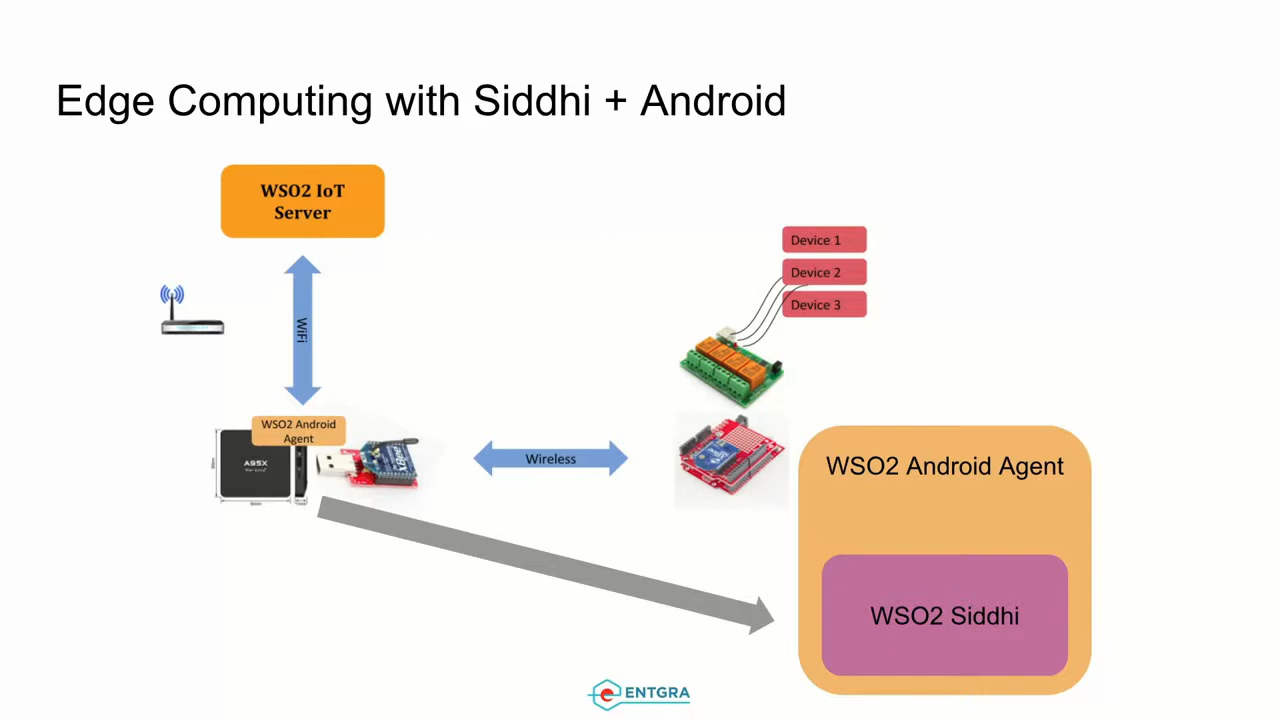 Edge Computing with Siddhi + Android
WSO2 IoT
Server
Device 1
Device 2
Device 3
WiFi
WSO2 Android
Agent
A95X
Wireless
WSO2 Android Agent
WSO2 Siddhi
ENTGRA